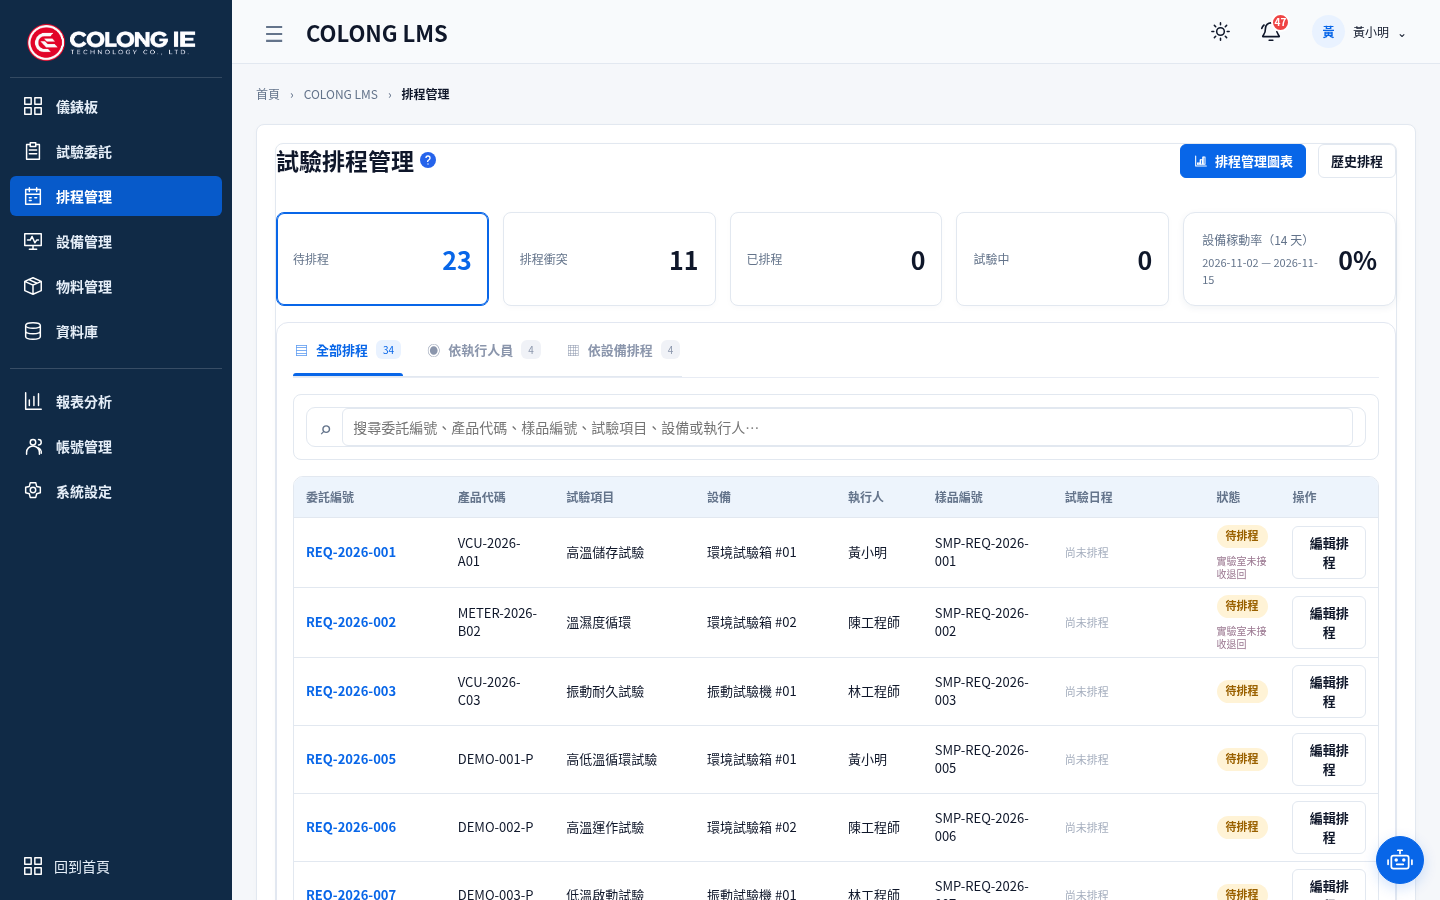 COLONG IE
TECHNOLOGY CO., LTD.
儀錶板
試驗委託
排程管理
設備管理
物料管理
資料庫
報表分析
帳號管理
系統設定
回到首頁
☰ COLONG LMS
47
黃 黃小明 ⌄
首頁 › COLONG LMS › 排程管理
試驗排程管理 ?
排程管理圖表 歷史排程
待排程 23
排程衝突 11
已排程 0
試驗中 0
設備稼動率（14 天）
2026-11-02 — 2026-11-
15
0%
全部排程 34 依執行人員 4 依設備排程 4
搜尋委託編號、產品代碼、樣品編號、試驗項目、設備或執行人…
委託編號 產品代碼 試驗項目 設備 執行人 樣品編號 試驗日程 狀態 操作
REQ-2026-001 VCU-2026-
A01 高溫儲存試驗 環境試驗箱 #01 黃小明 SMP-REQ-2026-
001 尚未排程 待排程
實驗室未接
收退回 編輯排
程
REQ-2026-002 METER-2026-
B02 溫濕度循環 環境試驗箱 #02 陳工程師 SMP-REQ-2026-
002 尚未排程 待排程
實驗室未接
收退回 編輯排
程
REQ-2026-003 VCU-2026-
C03 振動耐久試驗 振動試驗機 #01 林工程師 SMP-REQ-2026-
003 尚未排程 待排程 編輯排
程
REQ-2026-005 DEMO-001-P 高低溫循環試驗 環境試驗箱 #01 黃小明 SMP-REQ-2026-
005 尚未排程 待排程 編輯排
程
REQ-2026-006 DEMO-002-P 高溫運作試驗 環境試驗箱 #02 陳工程師 SMP-REQ-2026-
006 尚未排程 待排程 編輯排
程
REQ-2026-007 DEMO-003-P 低溫啟動試驗 振動試驗機 #01 林工程師 SMP-REQ-2026-
尚未排程 待排程 編輯排